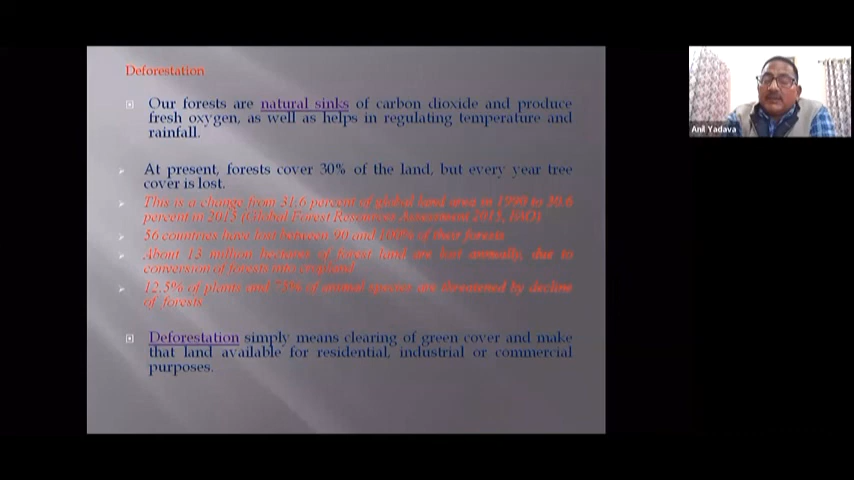 Deforestation
Our forests are natural sinks of carbon dioxide and produce
fresh oxygen, as well as helps in regulating temperature and
rainfall.
At present, forests cover 30% of the land, but every year tree
cover is lost.
This is a change from 31.6 percent of global land area in 1990 to 30.6
percent in 2015 (Global Forest Resources Assessment 2015, FAO).
56 countries have lost between 90 and 100% of their forests
About 13 million hectares of forest land are lost annually, due to
conversion of forests into cropland
12.5% of plants and 75% of animal species are threatened by decline
of forests
Deforestation simply means clearing of green cover and make
that land available for residential, industrial or commercial
purposes.
Anil Yadava